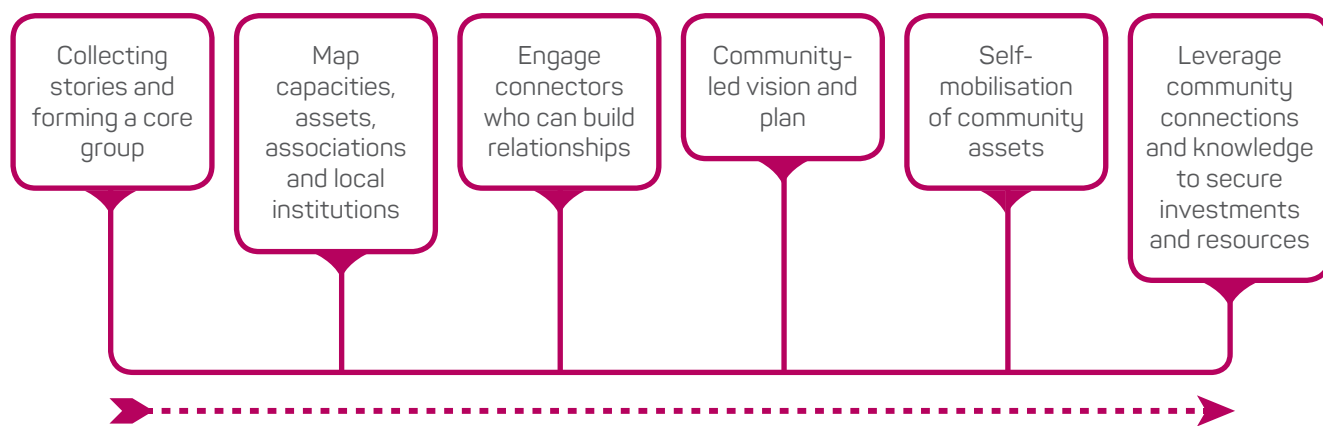 Collecting
stories and
forming a core
group
Map
capacities,
assets,
associations
and local
institutions
Engage
connectors
who can build
relationships
Community-
led vision and
plan
Self-
mobilisation
of community
assets
Leverage
community
connections
and knowledge
to secure
investments
and resources